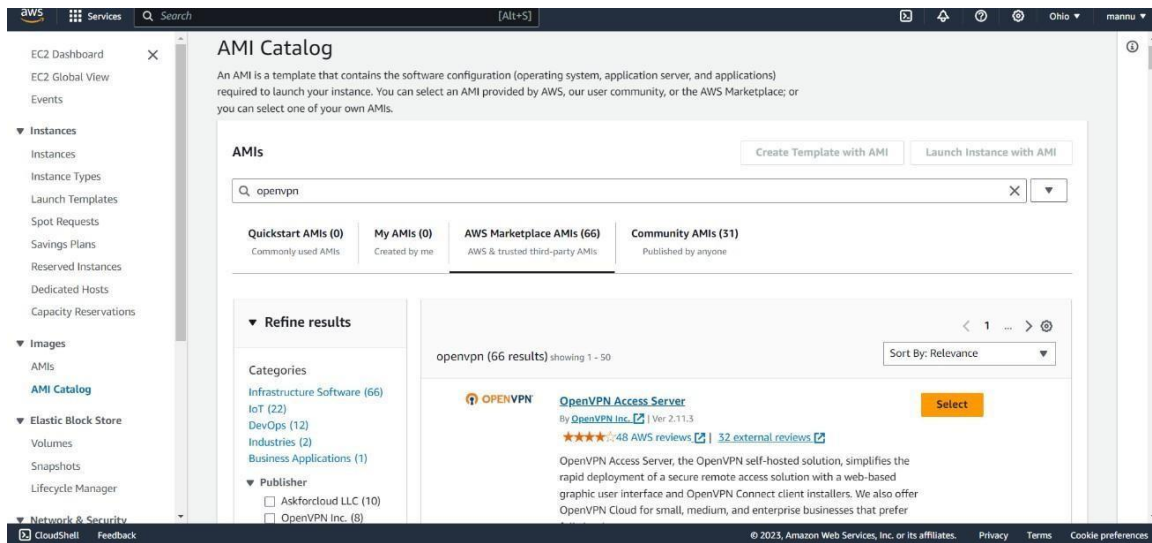 aws
Services
Search
[Alt+S]
Ohio
mannu
EC2 Dashboard
EC2 Global View
Events
Instances
Instances
Instance Types
Launch Templates
Spot Requests
Savings Plans
Reserved Instances
Dedicated Hosts
Capacity Reservations
Images
AMIs
AMI Catalog
Elastic Block Store
Volumes
Snapshots
Lifecycle Manager
Network & Security
AMI Catalog
An AMI is a template that contains the software configuration (operating system, application server, and applications)
required to launch your instance. You can select an AMI provided by AWS, our user community, or the AWS Marketplace; or
you can select one of your own AMIs.
AMIs
Create Template with AMI
Launch Instance with AMI
openvpn
Quickstart AMIs (0)
Commonly used AMIs
My AMIs (0)
Created by me
AWS Marketplace AMIs (66)
AWS & trusted third-party AMIs
Community AMIs (31)
Published by anyone
Refine results
Categories
Infrastructure Software (66)
IoT (22)
DevOps (12)
Industries (2)
Business Applications (1)
Publisher
Askforcloud LLC (10)
OpenVPN Inc. (8)
1 ...
openvpn (66 results) showing 1 - 50
Sort By: Relevance
OPENVPN
OpenVPN Access Server
By OpenVPN Inc. | Ver 2.11.3
48 AWS reviews | 32 external reviews
Select
OpenVPN Access Server, the OpenVPN self-hosted solution, simplifies the
rapid deployment of a secure remote access solution with a web-based
graphic user interface and OpenVPN Connect client installers. We also offer
OpenVPN Cloud for small, medium, and enterprise businesses that prefer
CloudShell
Feedback
© 2023, Amazon Web Services, Inc. or its affiliates.
Privacy
Terms
Cookie preferences